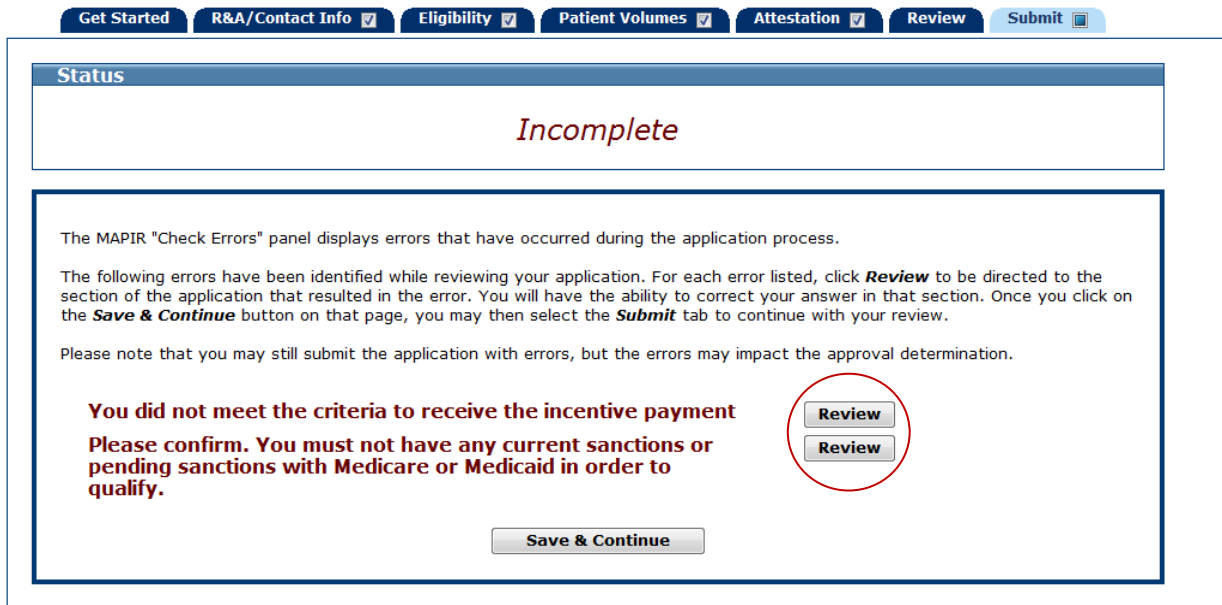 Get Started R&A/Contact Info Eligibility Patient Volumes Attestation Review Submit
Status
Incomplete
The MAPIR "Check Errors" panel displays errors that have occurred during the application process.
The following errors have been identified while reviewing your application. For each error listed, click Review to be directed to the
section of the application that resulted in the error. You will have the ability to correct your answer in that section. Once you click on
the Save & Continue button on that page, you may then select the Submit tab to continue with your review.
Please note that you may still submit the application with errors, but the errors may impact the approval determination.
You did not meet the criteria to receive the incentive payment Review
Please confirm. You must not have any current sanctions or Review
pending sanctions with Medicare or Medicaid in order to
qualify.
Save & Continue